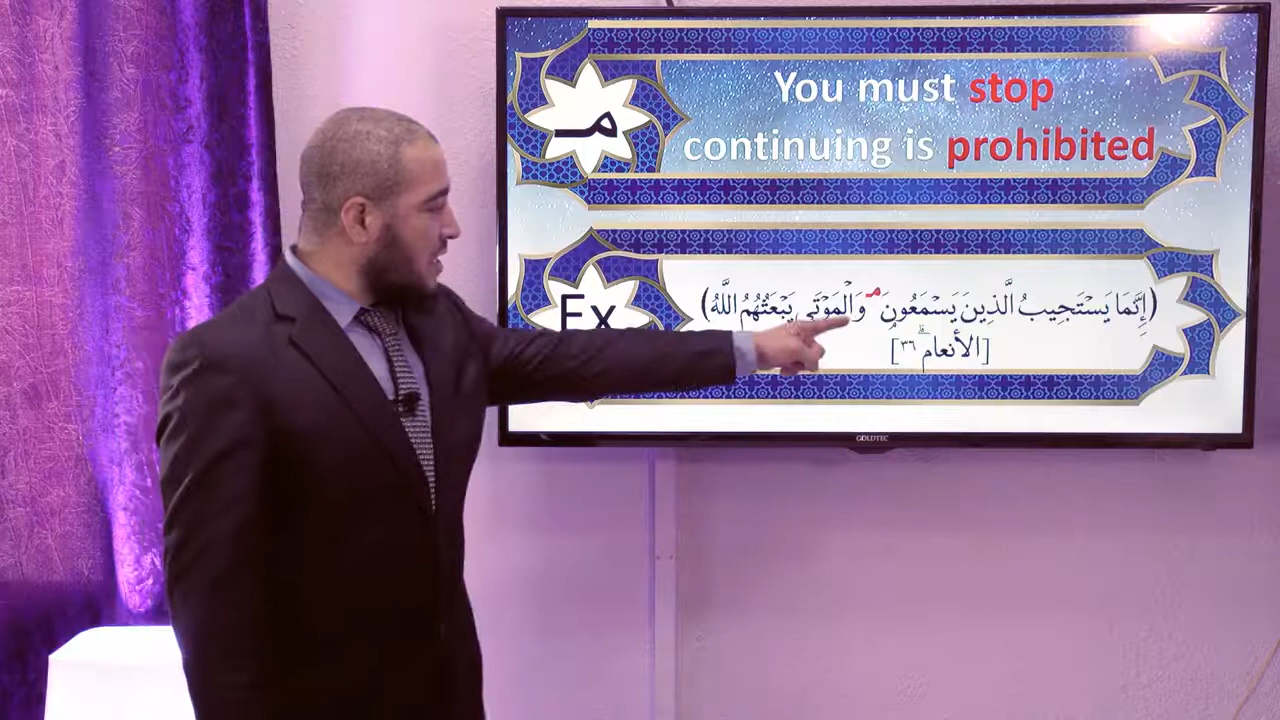 مـ
You must stop
continuing is prohibited
Ex
(إِنَّمَا يَسْتَجِيبُ الَّذِينَ يَسْمَعُونَ ۘ وَالْمَوْتَى يَبْعَثُهُمُ اللَّهُ)
[الأنعام ٣٦]
GOLDTEC